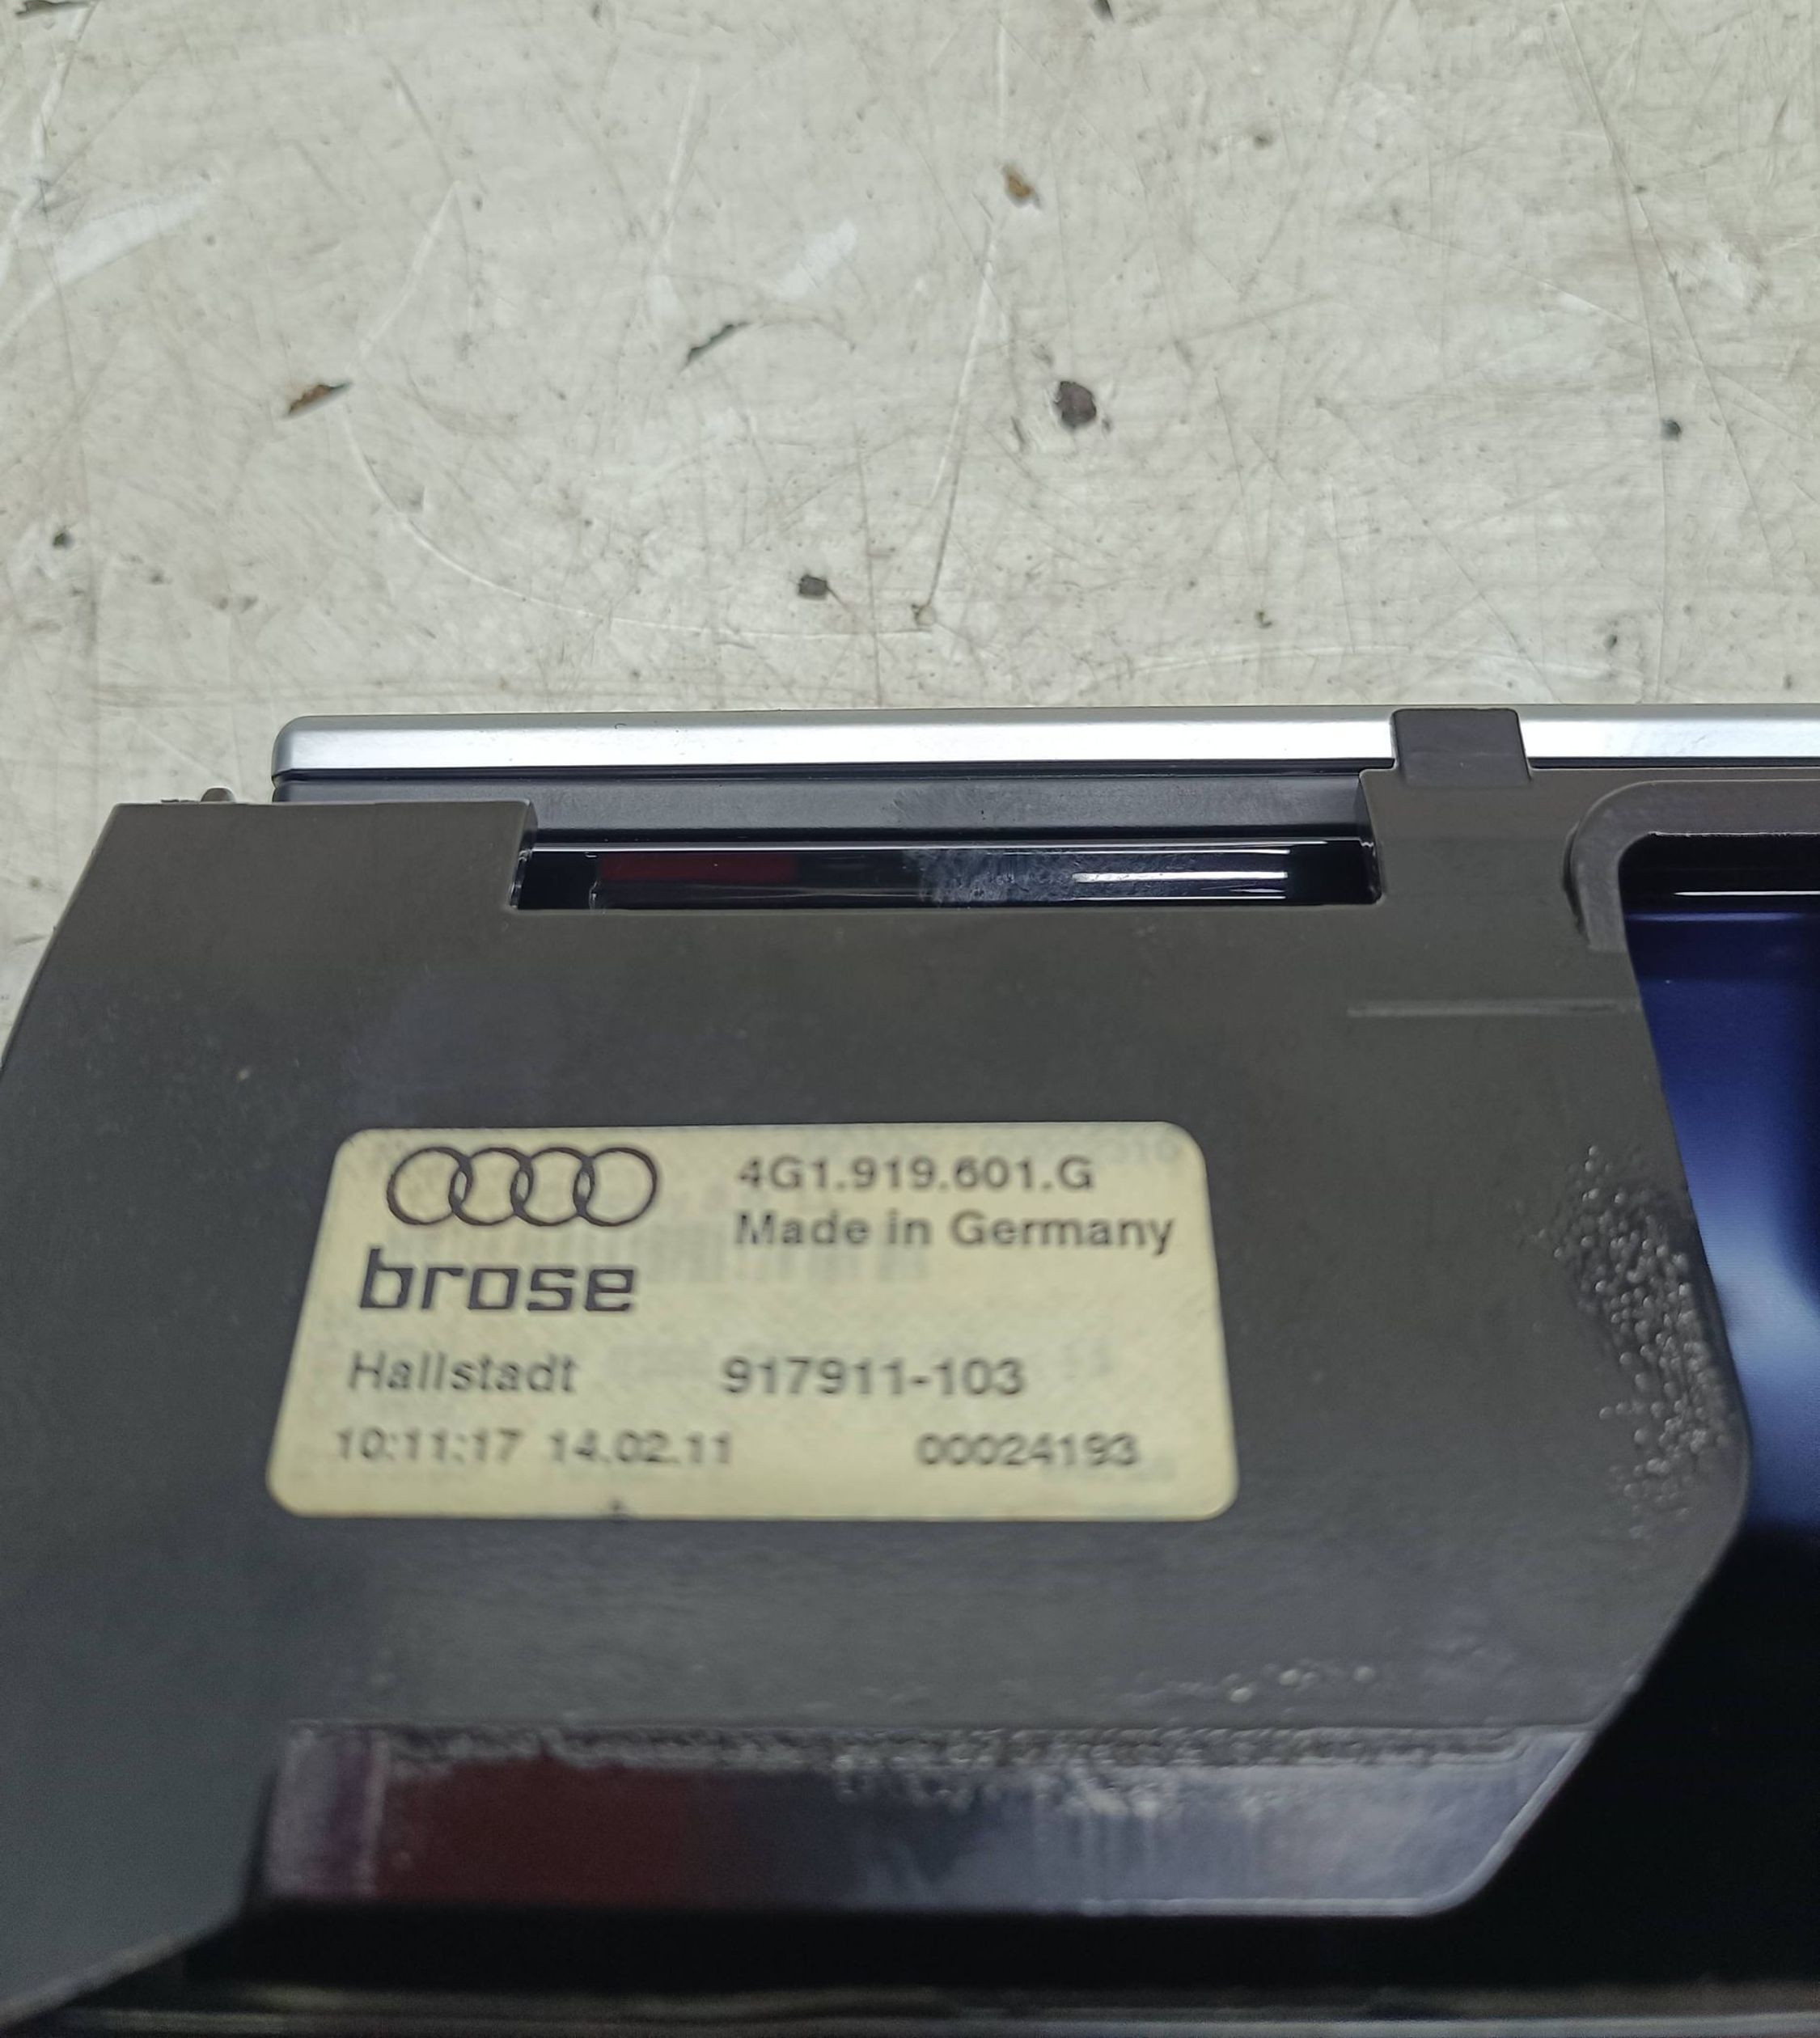 4G1.919.601.G
Made in Germany
brose
Hallstadt 917911-103
10:11:17 14.02.11 00024193